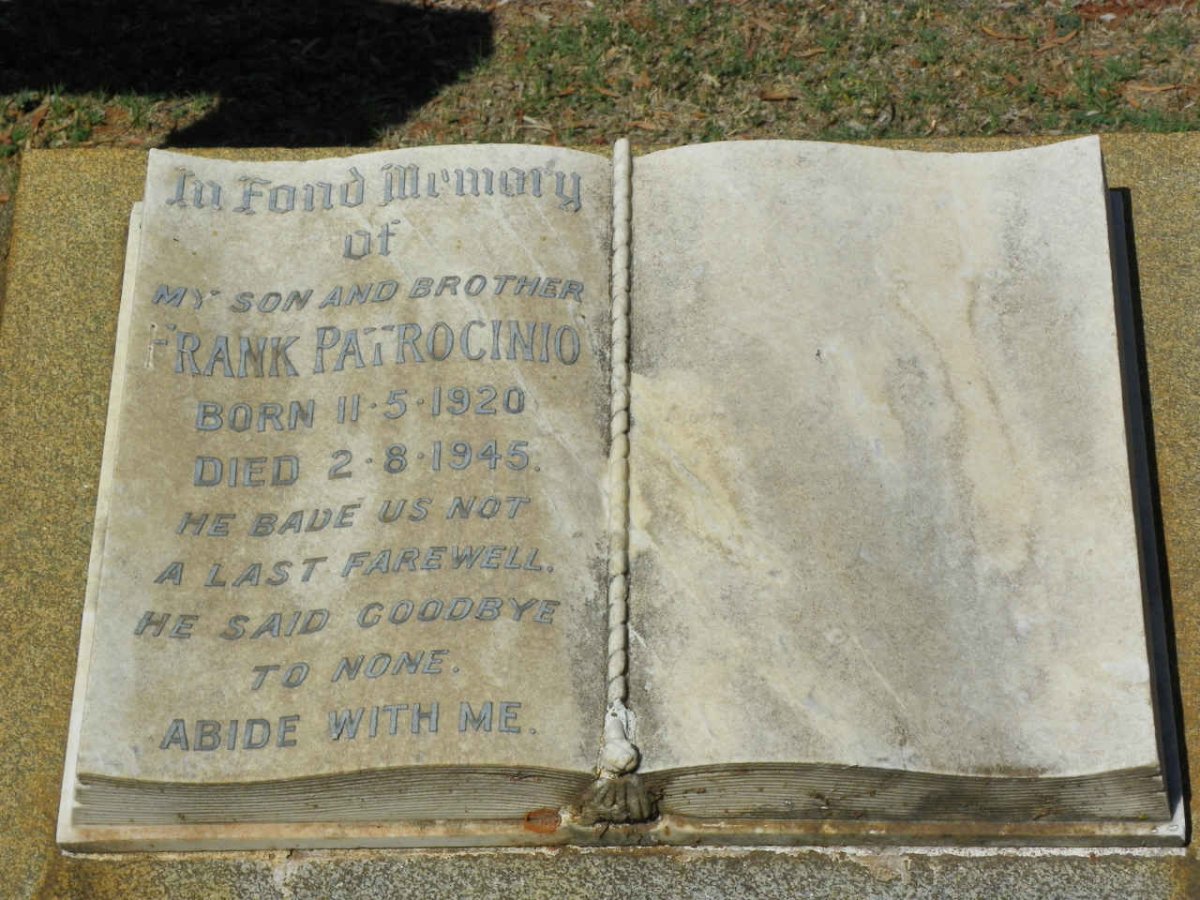 In Fond Memory
of
MY SON AND BROTHER
FRANK PATROCINIO
BORN 11·5·1920
DIED 2·8·1945.
HE BADE US NOT
A LAST FAREWELL.
HE SAID GOODBYE
TO NONE.
ABIDE WITH ME.